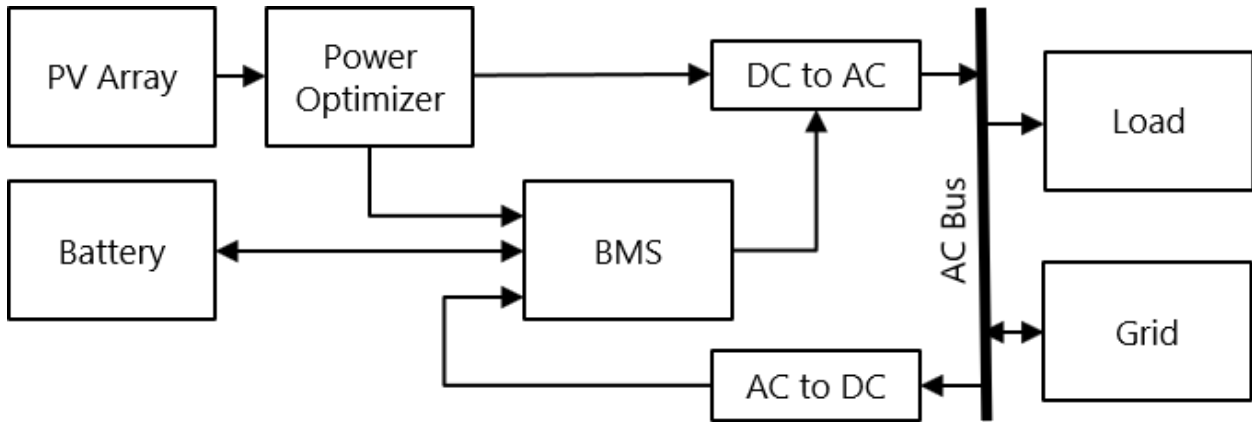 PV Array
Power
Optimizer
DC to AC
Load
Battery
BMS
AC Bus
Grid
AC to DC